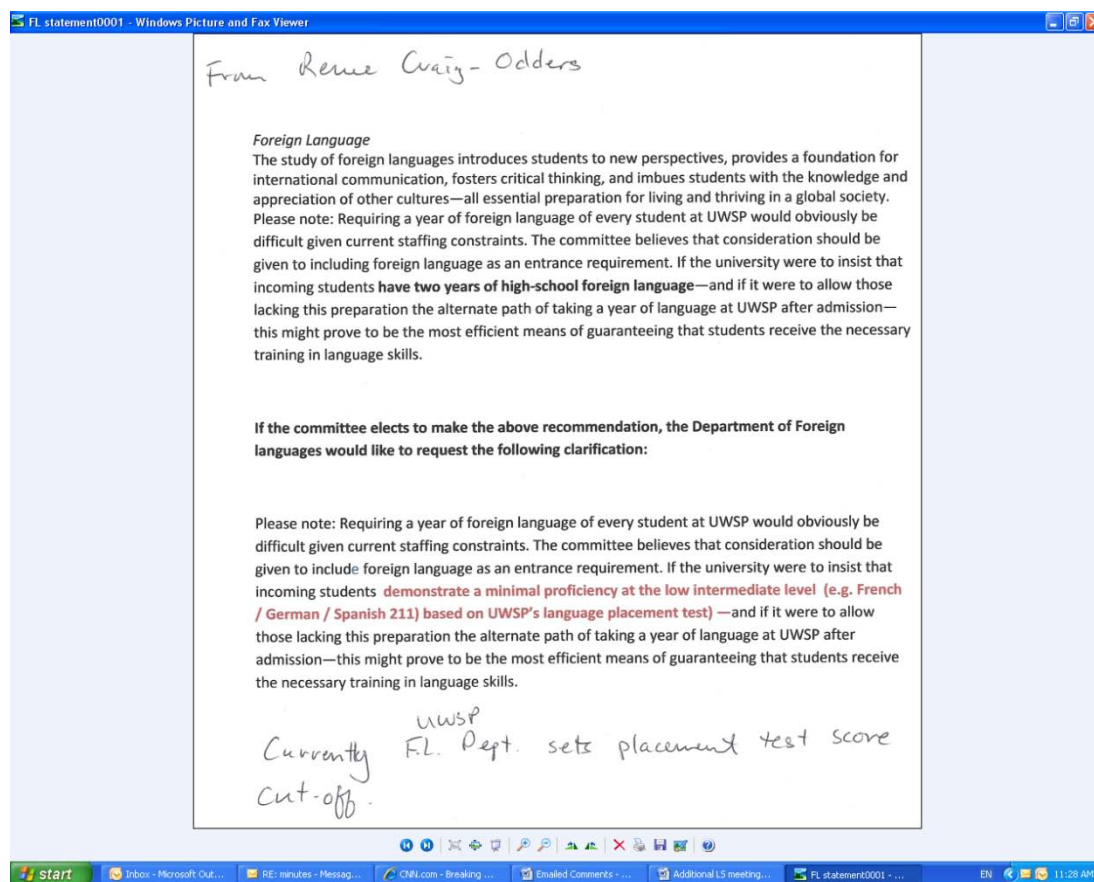 FL statement0001 - Windows Picture and Fax Viewer
From Renee Craig-Odders
Foreign Language
The study of foreign languages introduces students to new perspectives, provides a foundation for
international communication, fosters critical thinking, and imbues students with the knowledge and
appreciation of other cultures—all essential preparation for living and thriving in a global society.
Please note: Requiring a year of foreign language of every student at UWSP would obviously be
difficult given current staffing constraints. The committee believes that consideration should be
given to including foreign language as an entrance requirement. If the university were to insist that
incoming students have two years of high-school foreign language—and if it were to allow those
lacking this preparation the alternate path of taking a year of language at UWSP after admission—
this might prove to be the most efficient means of guaranteeing that students receive the necessary
training in language skills.
If the committee elects to make the above recommendation, the Department of Foreign
languages would like to request the following clarification:
Please note: Requiring a year of foreign language of every student at UWSP would obviously be
difficult given current staffing constraints. The committee believes that consideration should be
given to include foreign language as an entrance requirement. If the university were to insist that
incoming students demonstrate a minimal proficiency at the low intermediate level (e.g. French
/ German / Spanish 211) based on UWSP's language placement test) —and if it were to allow
those lacking this preparation the alternate path of taking a year of language at UWSP after
admission—this might prove to be the most efficient means of guaranteeing that students receive
the necessary training in language skills.
UWSP
Currently F.L. Dept. sets placement test score
cut-off.
start
Inbox - Microsoft Out...
RE: minutes - Messag...
CNN.com - Breaking ...
Emailed Comments - ...
Additional LS meeting...
FL statement0001 - ...
EN
11:28 AM